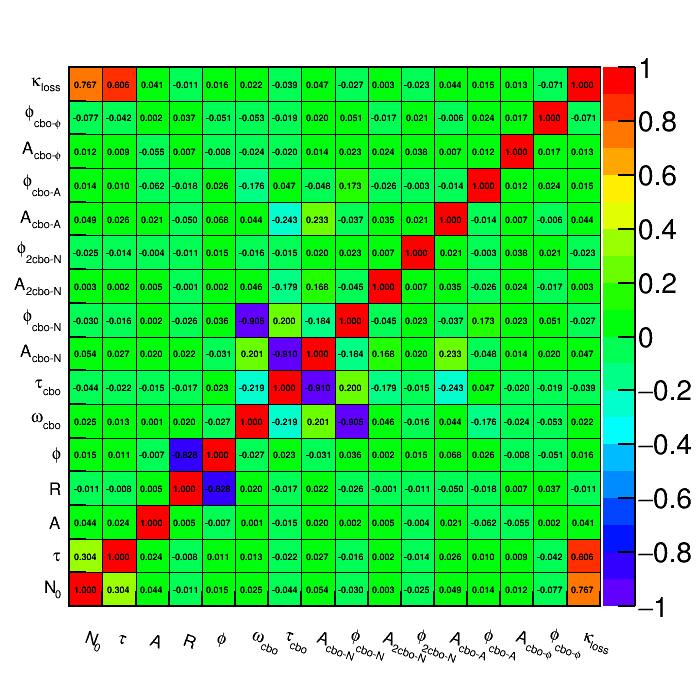 κ_loss 0.767 0.806 0.041 -0.011 0.016 0.022 -0.039 0.047 -0.027 0.003 -0.023 0.044 0.015 0.013 -0.071 1.000
φ_cbo-φ -0.077 -0.042 0.002 0.037 -0.051 -0.053 -0.019 0.020 0.051 -0.017 0.021 -0.006 0.024 0.017 1.000 -0.071
A_cbo-φ 0.012 0.009 -0.055 0.007 -0.008 -0.024 -0.020 0.014 0.023 0.024 0.038 0.007 0.012 1.000 0.017 0.013
φ_cbo-A 0.014 0.010 -0.062 -0.018 0.026 -0.176 0.047 -0.048 0.173 -0.026 -0.003 -0.014 1.000 0.012 0.024 0.015
A_cbo-A 0.049 0.026 0.021 -0.050 0.068 0.044 -0.243 0.233 -0.037 0.035 0.021 1.000 -0.014 0.007 -0.006 0.044
φ_2cbo-N -0.025 -0.014 -0.004 -0.011 0.015 -0.016 -0.015 0.020 0.023 0.007 1.000 0.021 -0.003 0.038 0.021 -0.023
A_2cbo-N 0.003 0.002 0.005 -0.001 0.002 0.046 -0.179 0.168 -0.045 1.000 0.007 0.035 -0.026 0.024 -0.017 0.003
φ_cbo-N -0.030 -0.016 0.002 -0.026 0.036 -0.905 0.200 -0.184 1.000 -0.045 0.023 -0.037 0.173 0.023 0.051 -0.027
A_cbo-N 0.054 0.027 0.020 0.022 -0.031 0.201 -0.910 1.000 -0.184 0.168 0.020 0.233 -0.048 0.014 0.020 0.047
τ_cbo -0.044 -0.022 -0.015 -0.017 0.023 -0.219 1.000 -0.910 0.200 -0.179 -0.015 -0.243 0.047 -0.020 -0.019 -0.039
ω_cbo 0.025 0.013 0.001 0.020 -0.027 1.000 -0.219 0.201 -0.905 0.046 -0.016 0.044 -0.176 -0.024 -0.053 0.022
φ 0.015 0.011 -0.007 -0.828 1.000 -0.027 0.023 -0.031 0.036 0.002 0.015 0.068 0.026 -0.008 -0.051 0.016
R -0.011 -0.008 0.005 1.000 -0.828 0.020 -0.017 0.022 -0.026 -0.001 -0.011 -0.050 -0.018 0.007 0.037 -0.011
A 0.044 0.024 1.000 0.005 -0.007 0.001 -0.015 0.020 0.002 0.005 -0.004 0.021 -0.062 -0.055 0.002 0.041
τ 0.304 1.000 0.024 -0.008 0.011 0.013 -0.022 0.027 -0.016 0.002 -0.014 0.026 0.010 0.009 -0.042 0.806
N_0 1.000 0.304 0.044 -0.011 0.015 0.025 -0.044 0.054 -0.030 0.003 -0.025 0.049 0.014 0.012 -0.077 0.767
N_0 τ A R φ ω_cbo τ_cbo A_cbo-N φ_cbo-N A_2cbo-N φ_2cbo-N A_cbo-A φ_cbo-A A_cbo-φ φ_cbo-φ κ_loss
1
0.8
0.6
0.4
0.2
0
−0.2
−0.4
−0.6
−0.8
−1